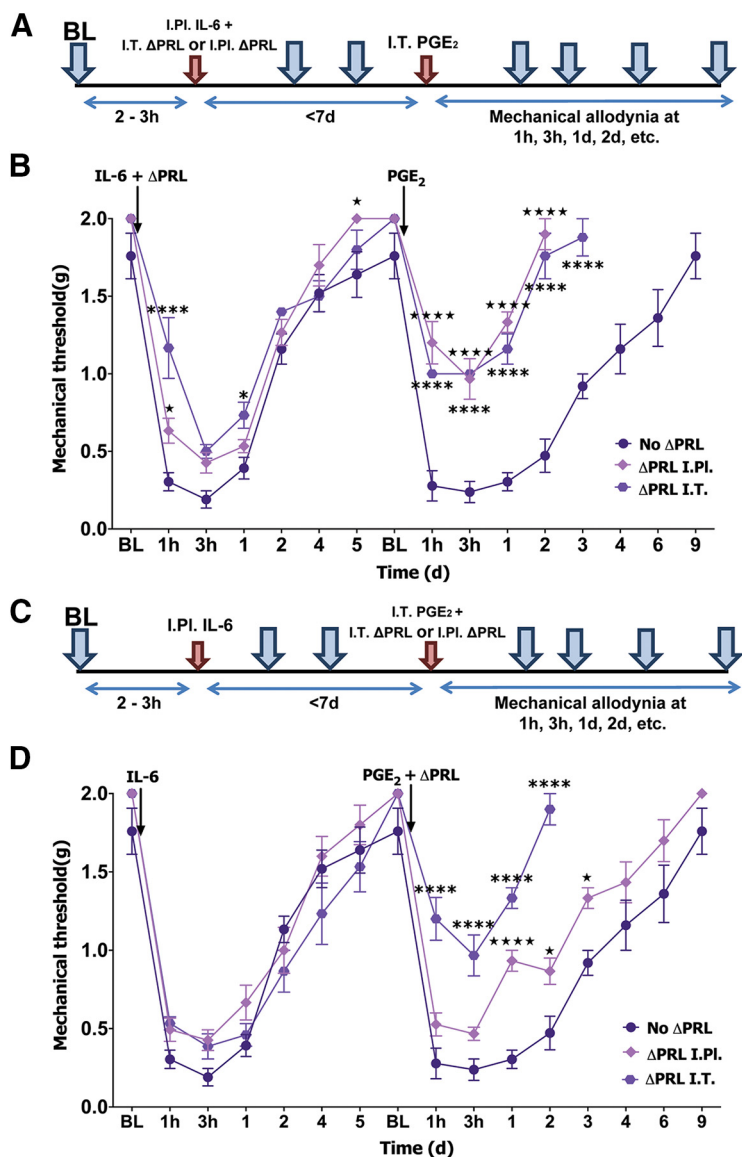 A
BL
I.Pl. IL-6 +
I.T. ΔPRL or I.Pl. ΔPRL
I.T. PGE₂
2 - 3h
<7d
Mechanical allodynia at
1h, 3h, 1d, 2d, etc.
B
IL-6 + ΔPRL
PGE₂
Mechanical threshold(g)
2.0
1.5
1.0
0.5
0.0
★
****
★
*
★★★★
****
★★★★
****
★★★★
****
★★★★
****
****
No ΔPRL
ΔPRL I.Pl.
ΔPRL I.T.
BL 1h 3h 1 2 4 5 BL 1h 3h 1 2 3 4 6 9
Time (d)
C
BL
I.Pl. IL-6
I.T. PGE₂ +
I.T. ΔPRL or I.Pl. ΔPRL
2 - 3h
<7d
Mechanical allodynia at
1h, 3h, 1d, 2d, etc.
D
IL-6
PGE₂ + ΔPRL
Mechanical threshold(g)
2.0
1.5
1.0
0.5
0.0
****
****
****
****
★★★★
★
★
No ΔPRL
ΔPRL I.Pl.
ΔPRL I.T.
BL 1h 3h 1 2 4 5 BL 1h 3h 1 2 3 4 6 9
Time (d)